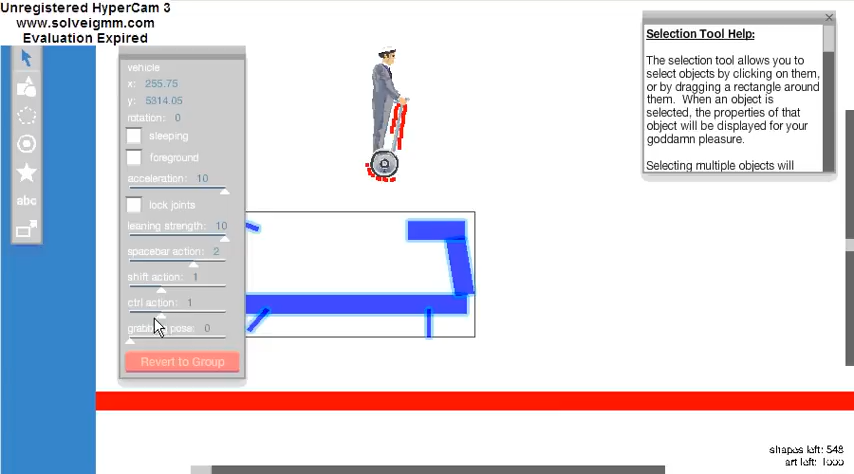 Unregistered HyperCam 3
www.solveigmm.com
Evaluation Expired
vehicle
x: 255.75
y: 5314.05
rotation: 0
sleeping
foreground
acceleration: 10
lock joints
leaning strength: 10
spacebar action: 2
shift action: 1
ctrl action: 1
pose: 0
Revert to Group
abc
Selection Tool Help:
The selection tool allows you to
select objects by clicking on them,
or by dragging a rectangle around
them. When an object is
selected, the properties of that
object will be displayed for your
goddamn pleasure.
Selecting multiple objects will
shapes left: 548
art left: 1000